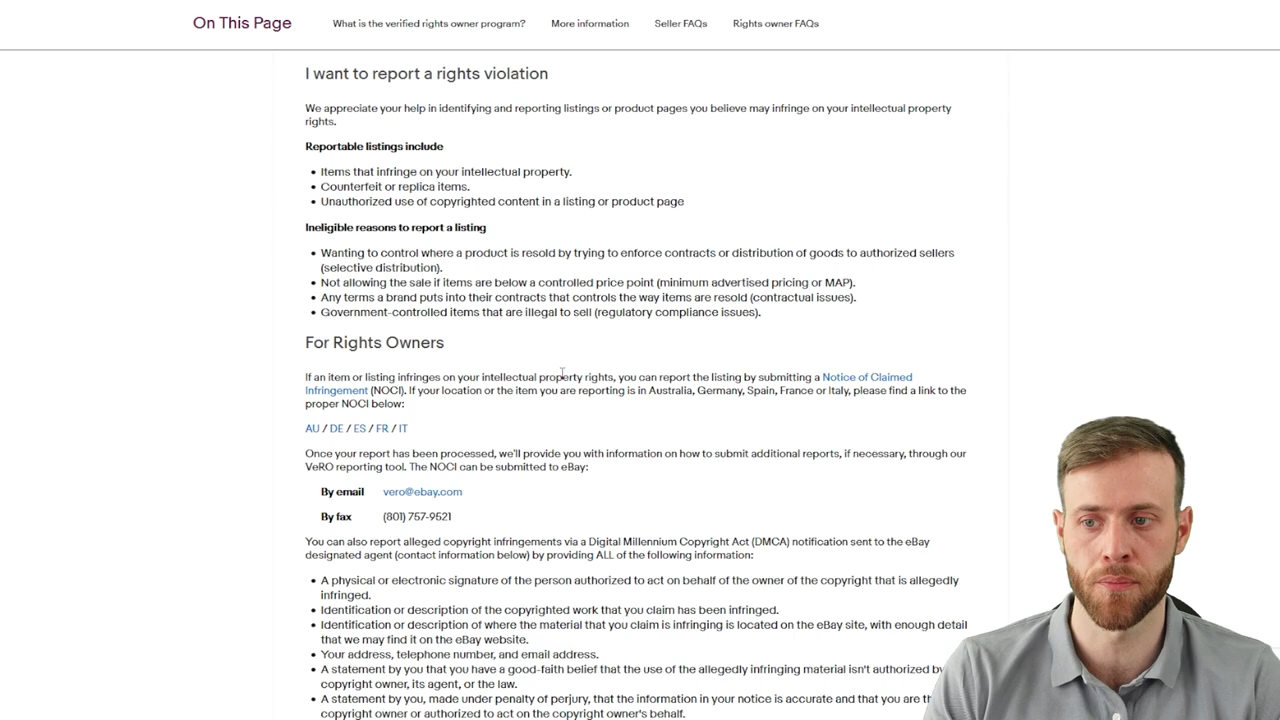 On This Page
What is the verified rights owner program?
More information
Seller FAQs
Rights owner FAQs
I want to report a rights violation
We appreciate your help in identifying and reporting listings or product pages you believe may infringe on your intellectual property
rights.
Reportable listings include
• Items that infringe on your intellectual property.
• Counterfeit or replica items.
• Unauthorized use of copyrighted content in a listing or product page
Ineligible reasons to report a listing
• Wanting to control where a product is resold by trying to enforce contracts or distribution of goods to authorized sellers
(selective distribution).
• Not allowing the sale if items are below a controlled price point (minimum advertised pricing or MAP).
• Any terms a brand puts into their contracts that controls the way items are resold (contractual issues).
• Government-controlled items that are illegal to sell (regulatory compliance issues).
For Rights Owners
If an item or listing infringes on your intellectual property rights, you can report the listing by submitting a Notice of Claimed
Infringement (NOCI). If your location or the item you are reporting is in Australia, Germany, Spain, France or Italy, please find a link to the
proper NOCI below:
AU / DE / ES / FR / IT
Once your report has been processed, we'll provide you with information on how to submit additional reports, if necessary, through our
VeRO reporting tool. The NOCI can be submitted to eBay:
By email vero@ebay.com
By fax (801) 757-9521
You can also report alleged copyright infringements via a Digital Millennium Copyright Act (DMCA) notification sent to the eBay
designated agent (contact information below) by providing ALL of the following information:
• A physical or electronic signature of the person authorized to act on behalf of the owner of the copyright that is allegedly
infringed.
• Identification or description of the copyrighted work that you claim has been infringed.
• Identification or description of where the material that you claim is infringing is located on the eBay site, with enough detail
that we may find it on the eBay website.
• Your address, telephone number, and email address.
• A statement by you that you have a good-faith belief that the use of the allegedly infringing material isn't authorized by
copyright owner, its agent, or the law.
• A statement by you, made under penalty of perjury, that the information in your notice is accurate and that you are
copyright owner or authorized to act on the copyright owner's behalf.